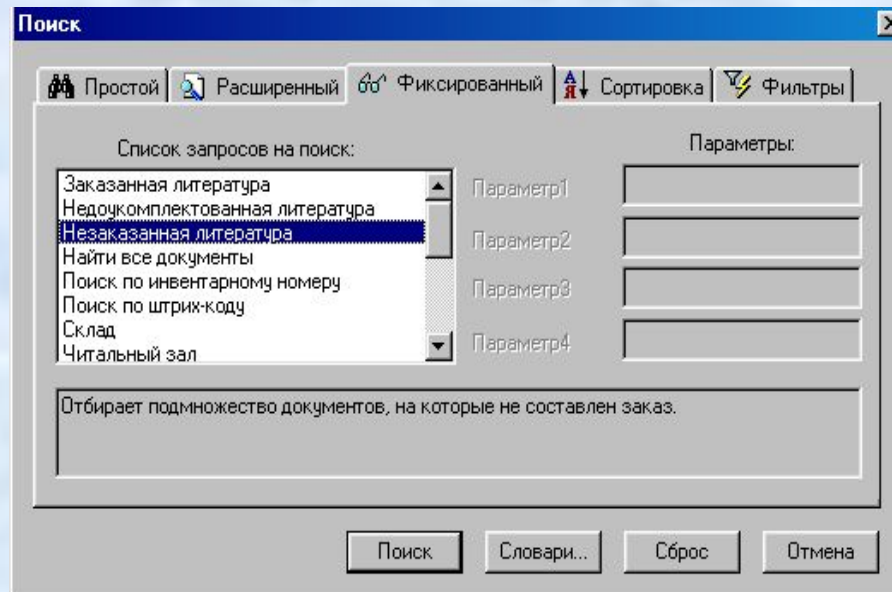 Поиск
Простой Расширенный Фиксированный Сортировка Фильтры
Список запросов на поиск:
Параметры:
Заказанная литература
Недоукомплектованная литература
Незаказанная литература
Найти все документы
Поиск по инвентарному номеру
Поиск по штрих-коду
Склад
Читальный зал
Параметр1
Параметр2
Параметр3
Параметр4
Отбирает подмножество документов, на которые не составлен заказ.
Поиск Словари... Сброс Отмена